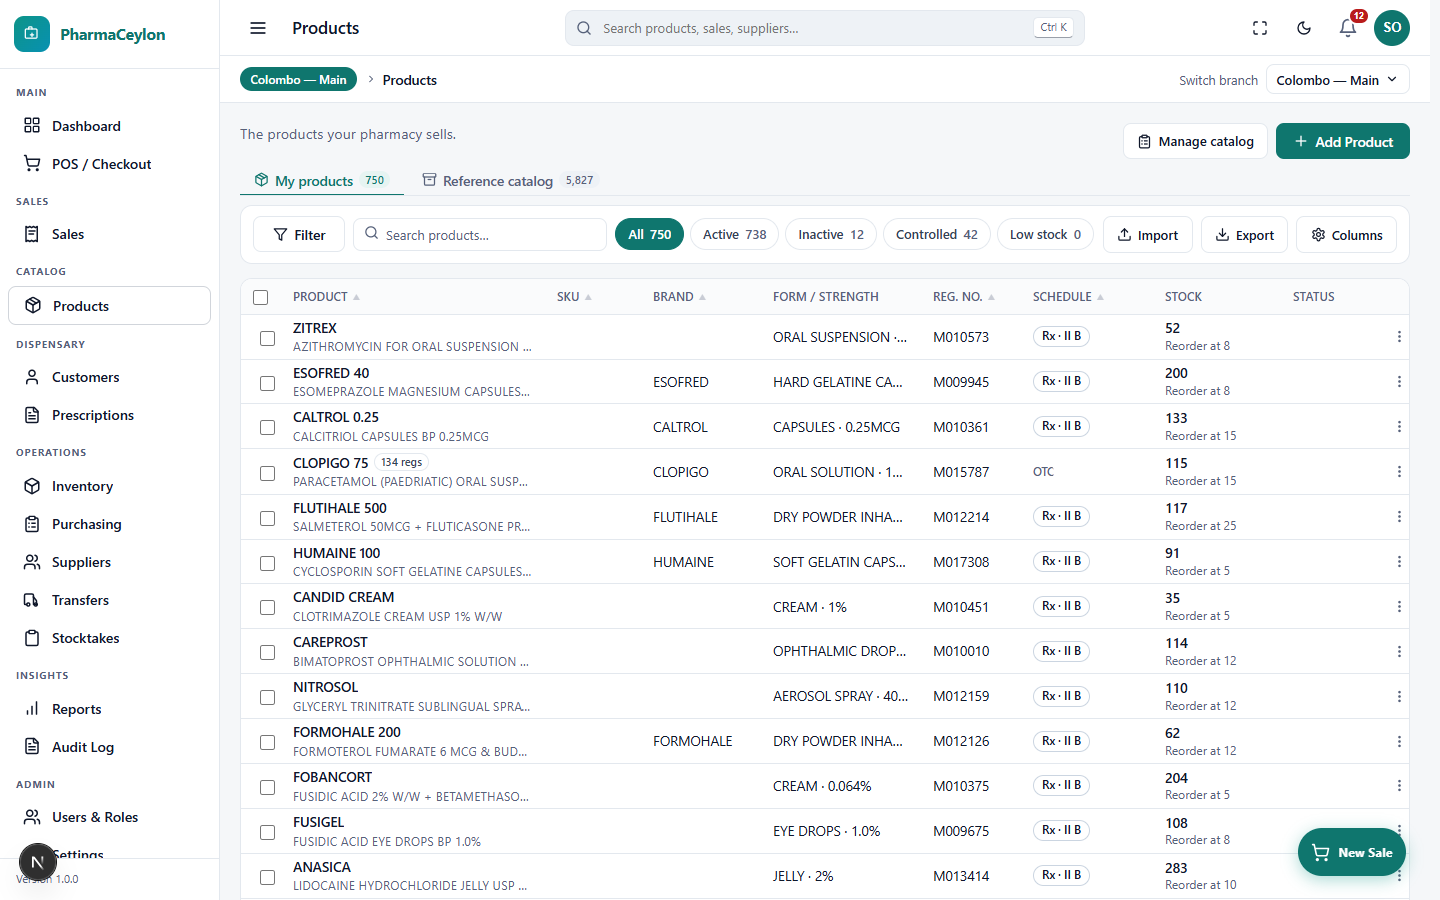 PharmaCeylon
Products
Search products, sales, suppliers...
Ctrl K
12
SO
MAIN
Dashboard
POS / Checkout
SALES
Sales
CATALOG
Products
DISPENSARY
Customers
Prescriptions
OPERATIONS
Inventory
Purchasing
Suppliers
Transfers
Stocktakes
INSIGHTS
Reports
Audit Log
ADMIN
Users & Roles
Settings
N
Version 1.0.0
Colombo — Main
Products
Switch branch
Colombo — Main
The products your pharmacy sells.
Manage catalog
Add Product
My products 750
Reference catalog 5,827
Filter
Search products...
All 750
Active 738
Inactive 12
Controlled 42
Low stock 0
Import
Export
Columns
PRODUCT SKU BRAND FORM / STRENGTH REG. NO. SCHEDULE STOCK STATUS
ZITREX ORAL SUSPENSION ·... M010573 Rx · II B 52
AZITHROMYCIN FOR ORAL SUSPENSION ... Reorder at 8
ESOFRED 40 ESOFRED HARD GELATINE CA... M009945 Rx · II B 200
ESOMEPRAZOLE MAGNESIUM CAPSULES... Reorder at 8
CALTROL 0.25 CALTROL CAPSULES · 0.25MCG M010361 Rx · II B 133
CALCITRIOL CAPSULES BP 0.25MCG Reorder at 15
CLOPIGO 75 134 regs CLOPIGO ORAL SOLUTION · 1... M015787 OTC 115
PARACETAMOL (PAEDRIATIC) ORAL SUSP... Reorder at 15
FLUTIHALE 500 FLUTIHALE DRY POWDER INHA... M012214 Rx · II B 117
SALMETEROL 50MCG + FLUTICASONE PR... Reorder at 25
HUMAINE 100 HUMAINE SOFT GELATIN CAPS... M017308 Rx · II B 91
CYCLOSPORIN SOFT GELATINE CAPSULES... Reorder at 5
CANDID CREAM CREAM · 1% M010451 Rx · II B 35
CLOTRIMAZOLE CREAM USP 1% W/W Reorder at 5
CAREPROST OPHTHALMIC DROP... M010010 Rx · II B 114
BIMATOPROST OPHTHALMIC SOLUTION ... Reorder at 12
NITROSOL AEROSOL SPRAY · 40... M012159 Rx · II B 110
GLYCERYL TRINITRATE SUBLINGUAL SPRA... Reorder at 12
FORMOHALE 200 FORMOHALE DRY POWDER INHA... M012126 Rx · II B 62
FORMOTEROL FUMARATE 6 MCG & BUD... Reorder at 12
FOBANCORT CREAM · 0.064% M010375 Rx · II B 204
FUSIDIC ACID 2% W/W + BETAMETHASO... Reorder at 5
FUSIGEL EYE DROPS · 1.0% M009675 Rx · II B 108
FUSIDIC ACID EYE DROPS BP 1.0% Reorder at 8
ANASICA JELLY · 2% M013414 Rx · II B 283
LIDOCAINE HYDROCHLORIDE JELLY USP ... Reorder at 10
New Sale